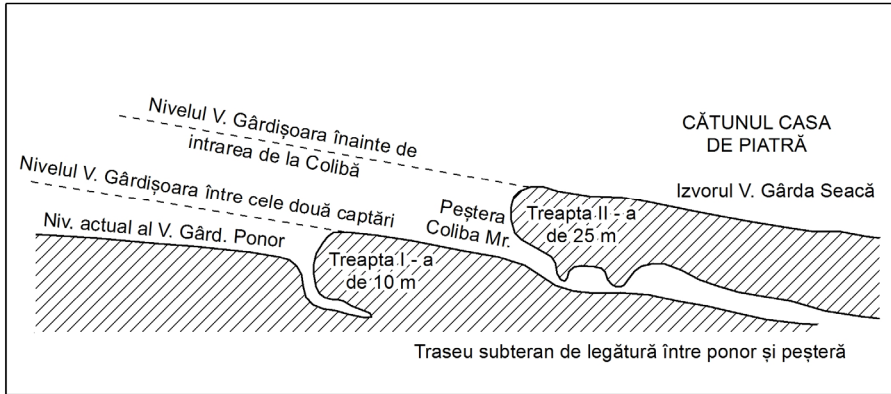 Nivelul V. Gârdișoara înainte de
intrarea de la Colibă
Nivelul V. Gârdișoara între cele două captări
Niv. actual al V. Gârd. Ponor
Treapta I - a
de 10 m
Peștera
Coliba Mr.
Treapta II - a
de 25 m
CĂTUNUL CASA
DE PIATRĂ
Izvorul V. Gârda Seacă
Traseu subteran de legătură între ponor și peșteră